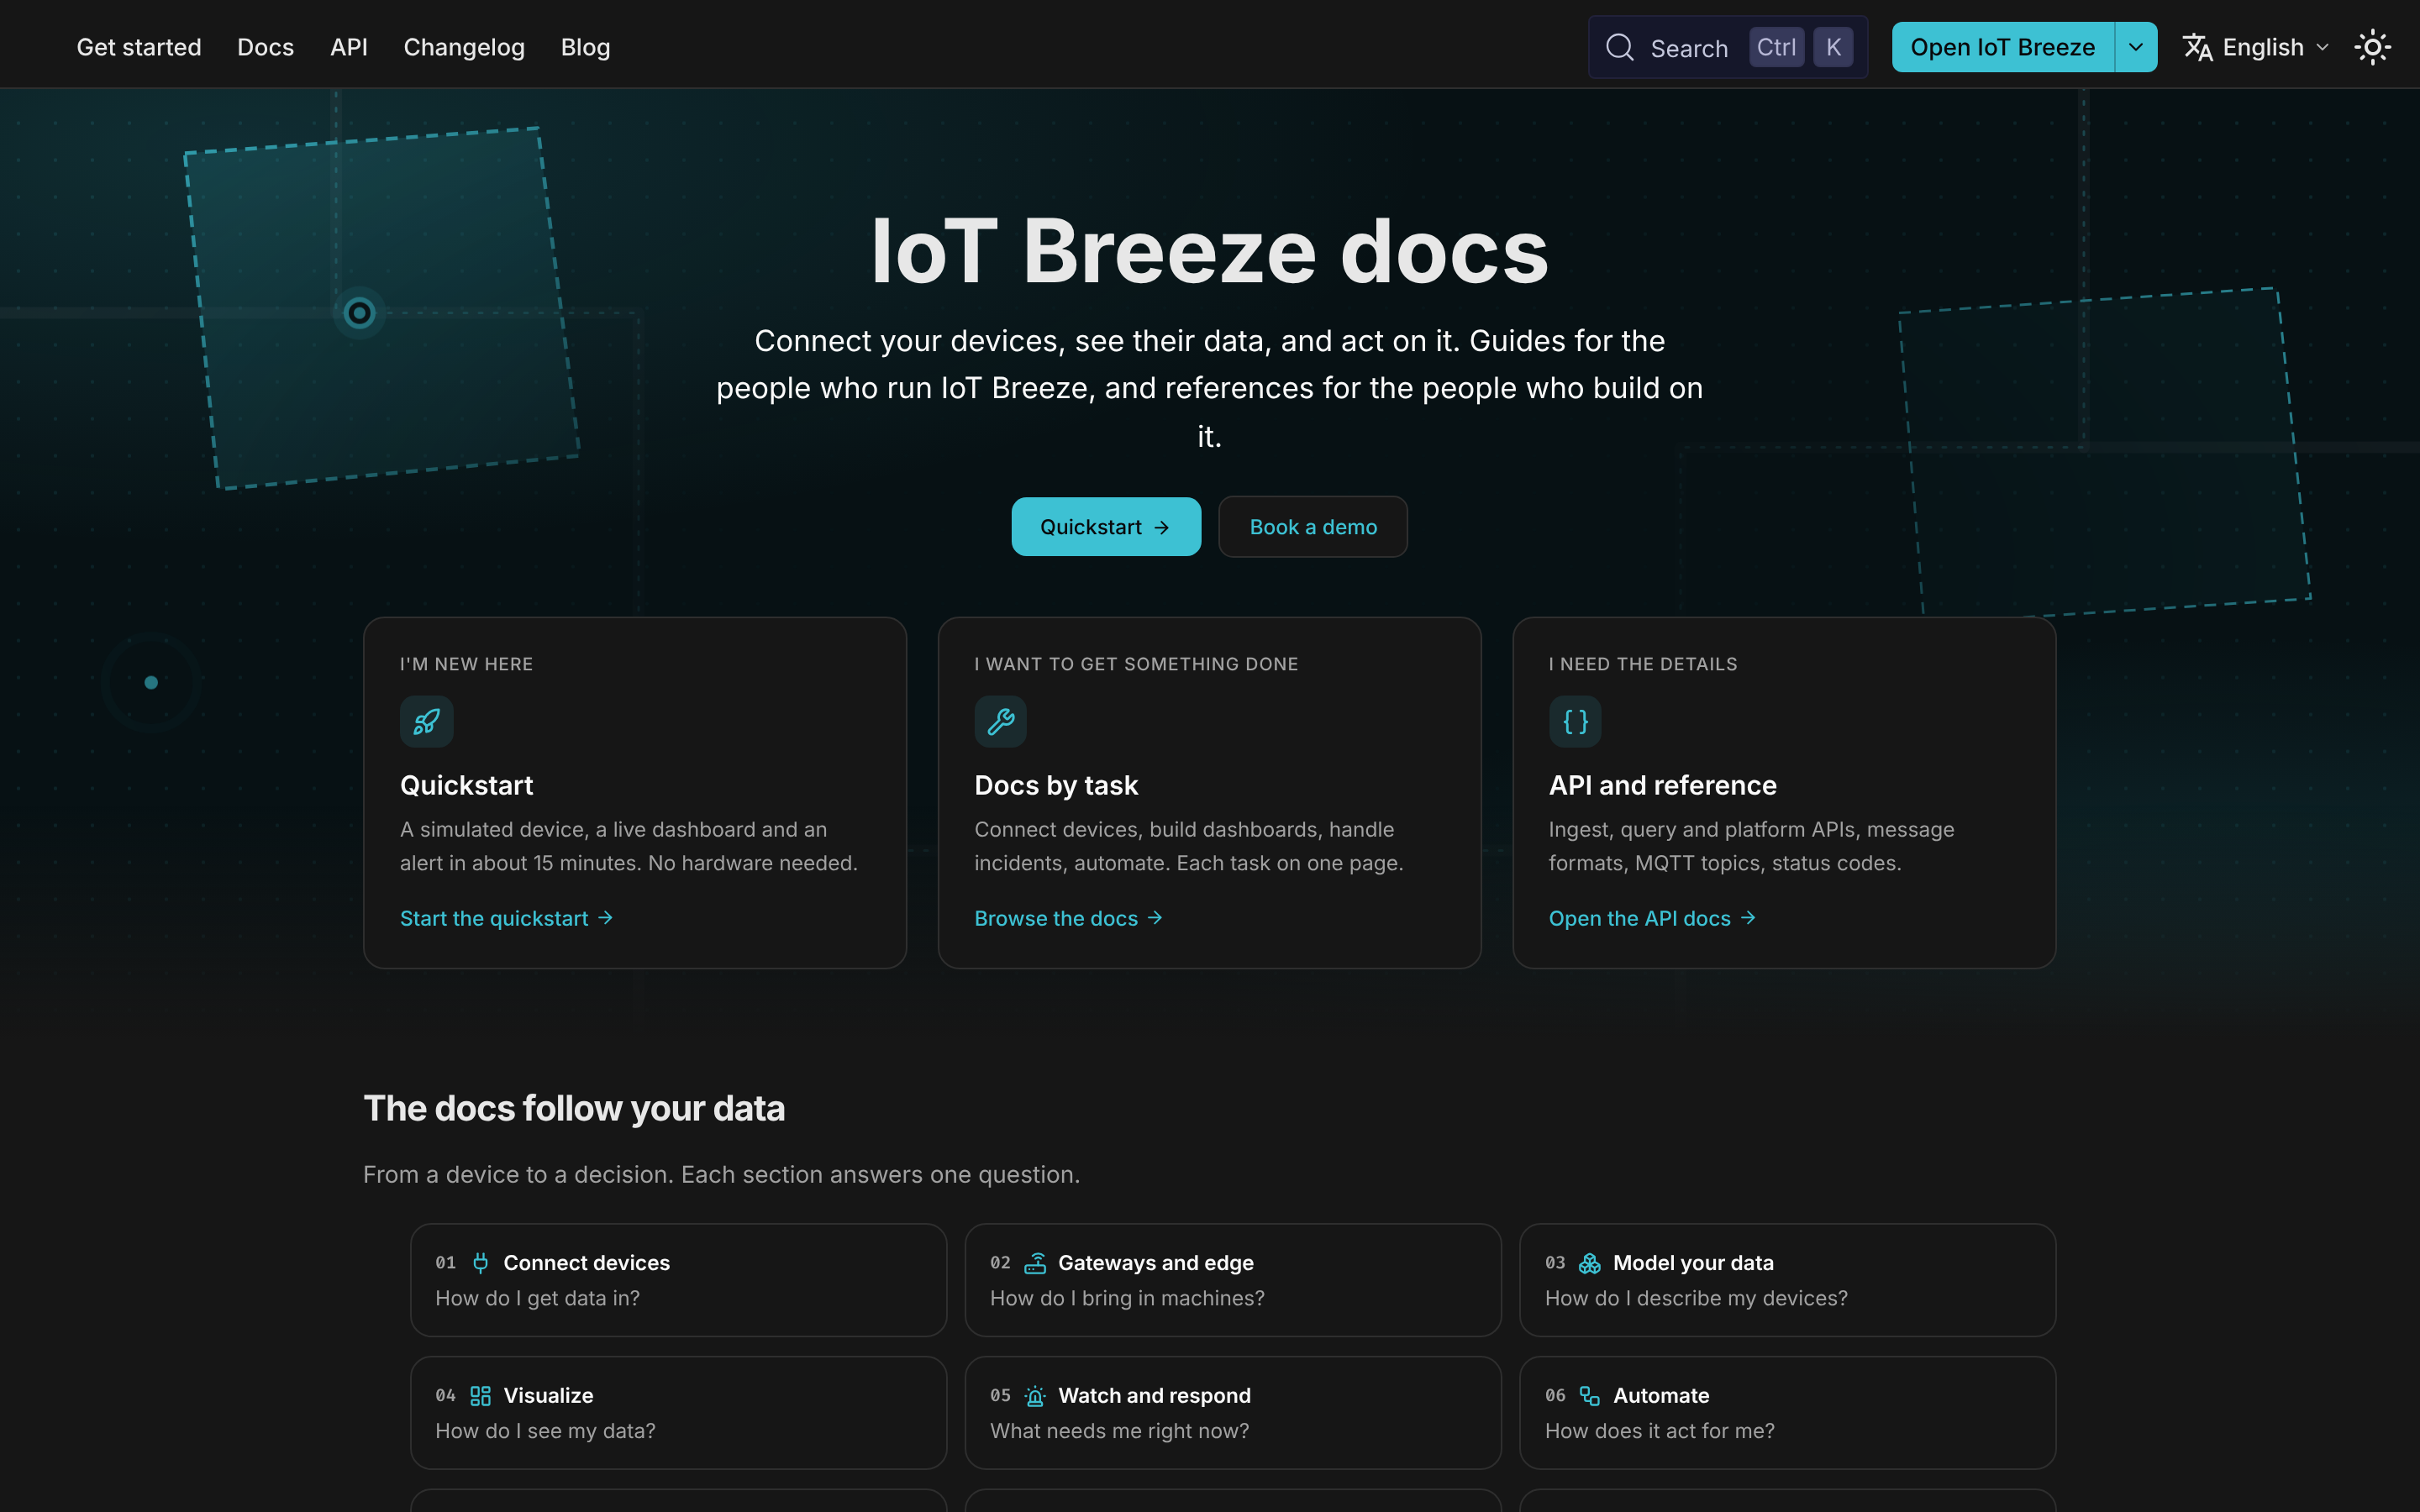 Get started Docs API Changelog Blog Search Ctrl K Open IoT Breeze English
IoT Breeze docs
Connect your devices, see their data, and act on it. Guides for the
people who run IoT Breeze, and references for the people who build on
it.
Quickstart → Book a demo
I'M NEW HERE
Quickstart
A simulated device, a live dashboard and an
alert in about 15 minutes. No hardware needed.
Start the quickstart →
I WANT TO GET SOMETHING DONE
Docs by task
Connect devices, build dashboards, handle
incidents, automate. Each task on one page.
Browse the docs →
I NEED THE DETAILS
{ }
API and reference
Ingest, query and platform APIs, message
formats, MQTT topics, status codes.
Open the API docs →
The docs follow your data
From a device to a decision. Each section answers one question.
01 Connect devices
How do I get data in?
02 Gateways and edge
How do I bring in machines?
03 Model your data
How do I describe my devices?
04 Visualize
How do I see my data?
05 Watch and respond
What needs me right now?
06 Automate
How does it act for me?